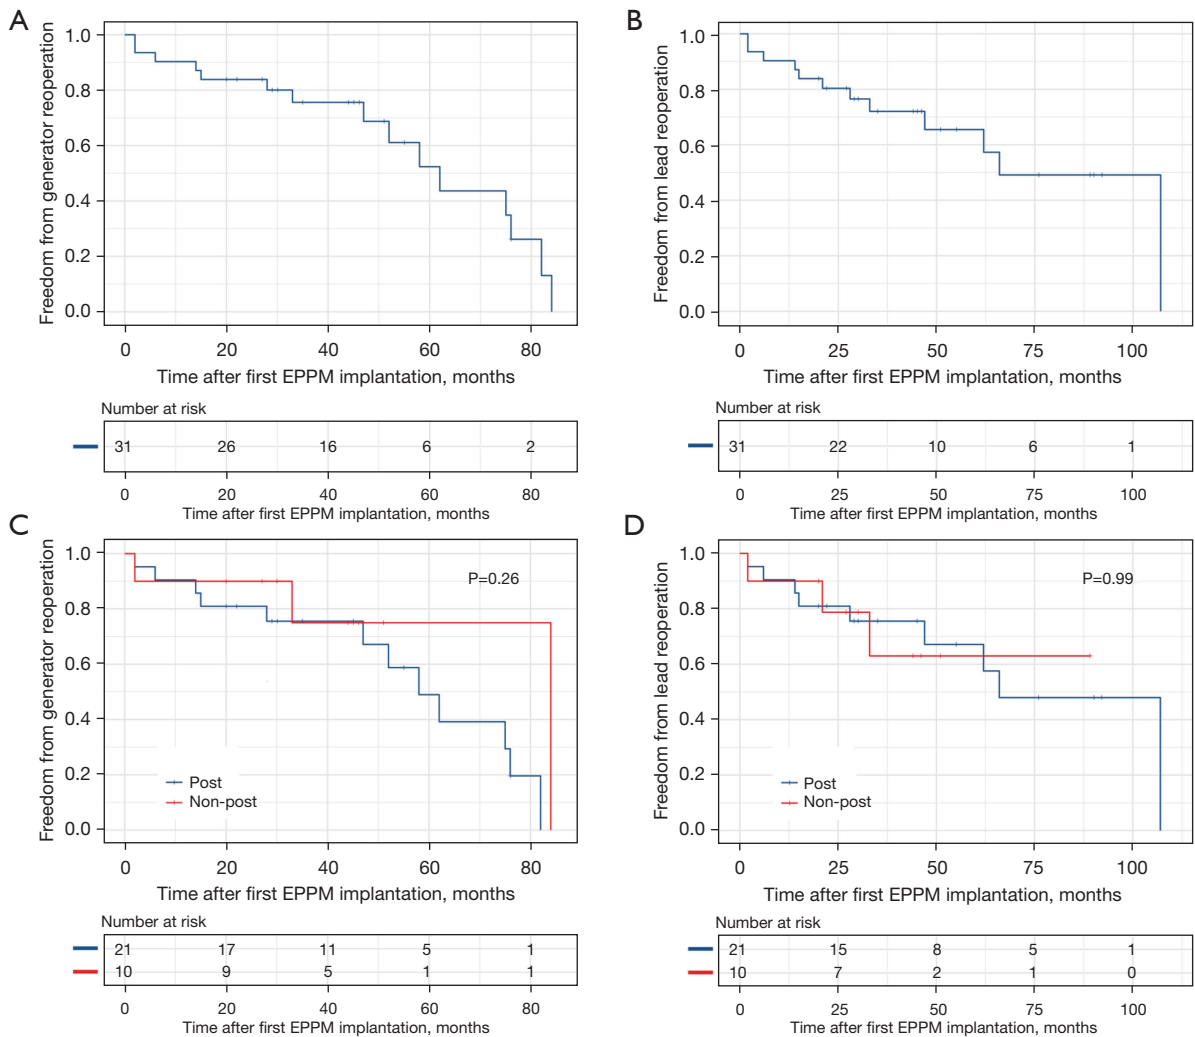 A
Freedom from generator reoperation
1.0
0.8
0.6
0.4
0.2
0.0
0 20 40 60 80
Time after first EPPM implantation, months
Number at risk
31 26 16 6 2
0 20 40 60 80
Time after first EPPM implantation, months
B
Freedom from lead reoperation
1.0
0.8
0.6
0.4
0.2
0.0
0 25 50 75 100
Time after first EPPM implantation, months
Number at risk
31 22 10 6 1
0 25 50 75 100
Time after first EPPM implantation, months
C
Freedom from generator reoperation
1.0
0.8
0.6
0.4
0.2
0.0
P=0.26
Post
Non-post
0 20 40 60 80
Time after first EPPM implantation, months
Number at risk
21 17 11 5 1
10 9 5 1 1
0 20 40 60 80
Time after first EPPM implantation, months
D
Freedom from lead reoperation
1.0
0.8
0.6
0.4
0.2
0.0
P=0.99
Post
Non-post
0 25 50 75 100
Time after first EPPM implantation, months
Number at risk
21 15 8 5 1
10 7 2 1 0
0 25 50 75 100
Time after first EPPM implantation, months